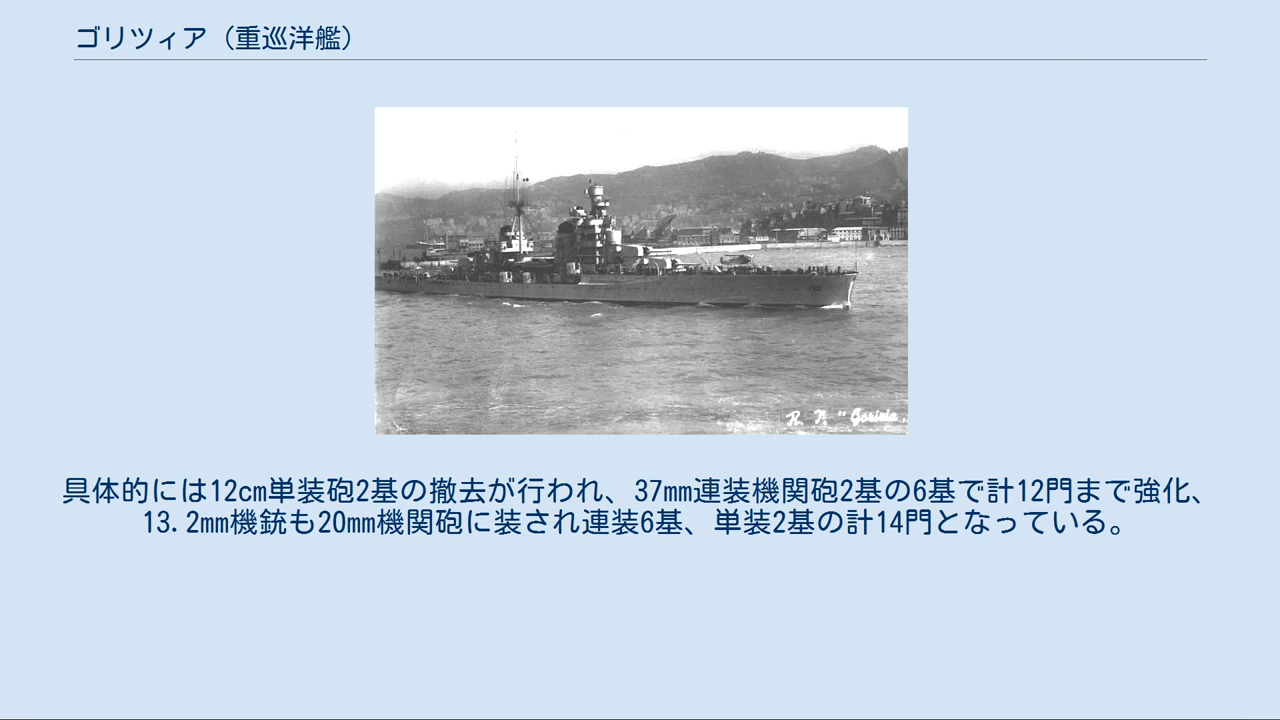 ゴリツィア（重巡洋艦）
R. N. "Gorizia"
具体的には12cm単装砲2基の撤去が行われ、37mm連装機関砲2基の6基で計12門まで強化、
13.2mm機銃も20mm機関砲に装され連装6基、単装2基の計14門となっている。